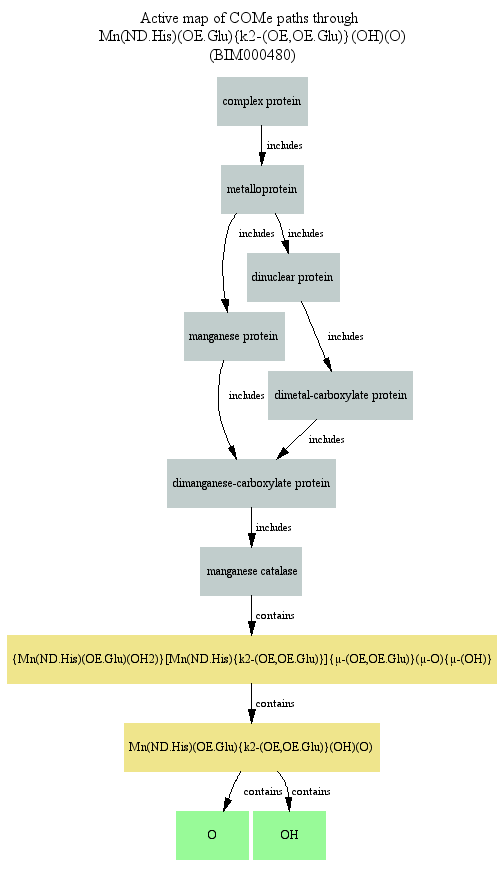 Active map of COMe paths through
Mn(ND.His)(OE.Glu){k2-(OE,OE.Glu)}(OH)(O)
(BIM000480)
complex protein
includes
metalloprotein
includes includes
dinuclear protein
manganese protein
includes
dimetal-carboxylate protein
includes
includes
dimanganese-carboxylate protein
includes
manganese catalase
contains
{Mn(ND.His)(OE.Glu)(OH2)}[Mn(ND.His){k2-(OE,OE.Glu)}]{μ-(OE,OE.Glu)}(μ-O){μ-(OH)}
contains
Mn(ND.His)(OE.Glu){k2-(OE,OE.Glu)}(OH)(O)
contains contains
O OH